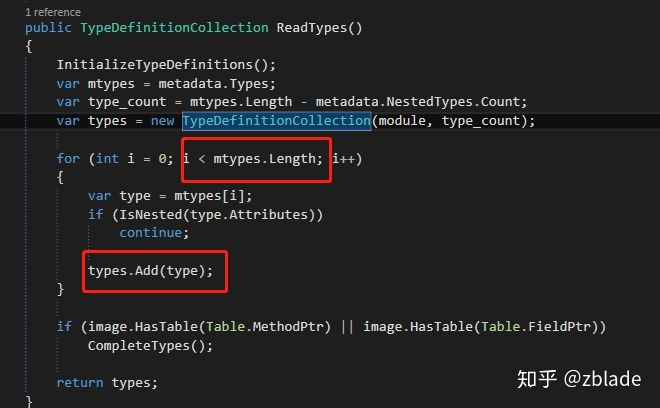 1 reference
public TypeDefinitionCollection ReadTypes()
{
InitializeTypeDefinitions();
var mtypes = metadata.Types;
var type_count = mtypes.Length - metadata.NestedTypes.Count;
var types = new TypeDefinitionCollection(module, type_count);
for (int i = 0; i < mtypes.Length; i++)
{
var type = mtypes[i];
if (IsNested(type.Attributes))
continue;
types.Add(type);
}
if (image.HasTable(Table.MethodPtr) || image.HasTable(Table.FieldPtr))
CompleteTypes();
return types;
}
知乎 @zblade